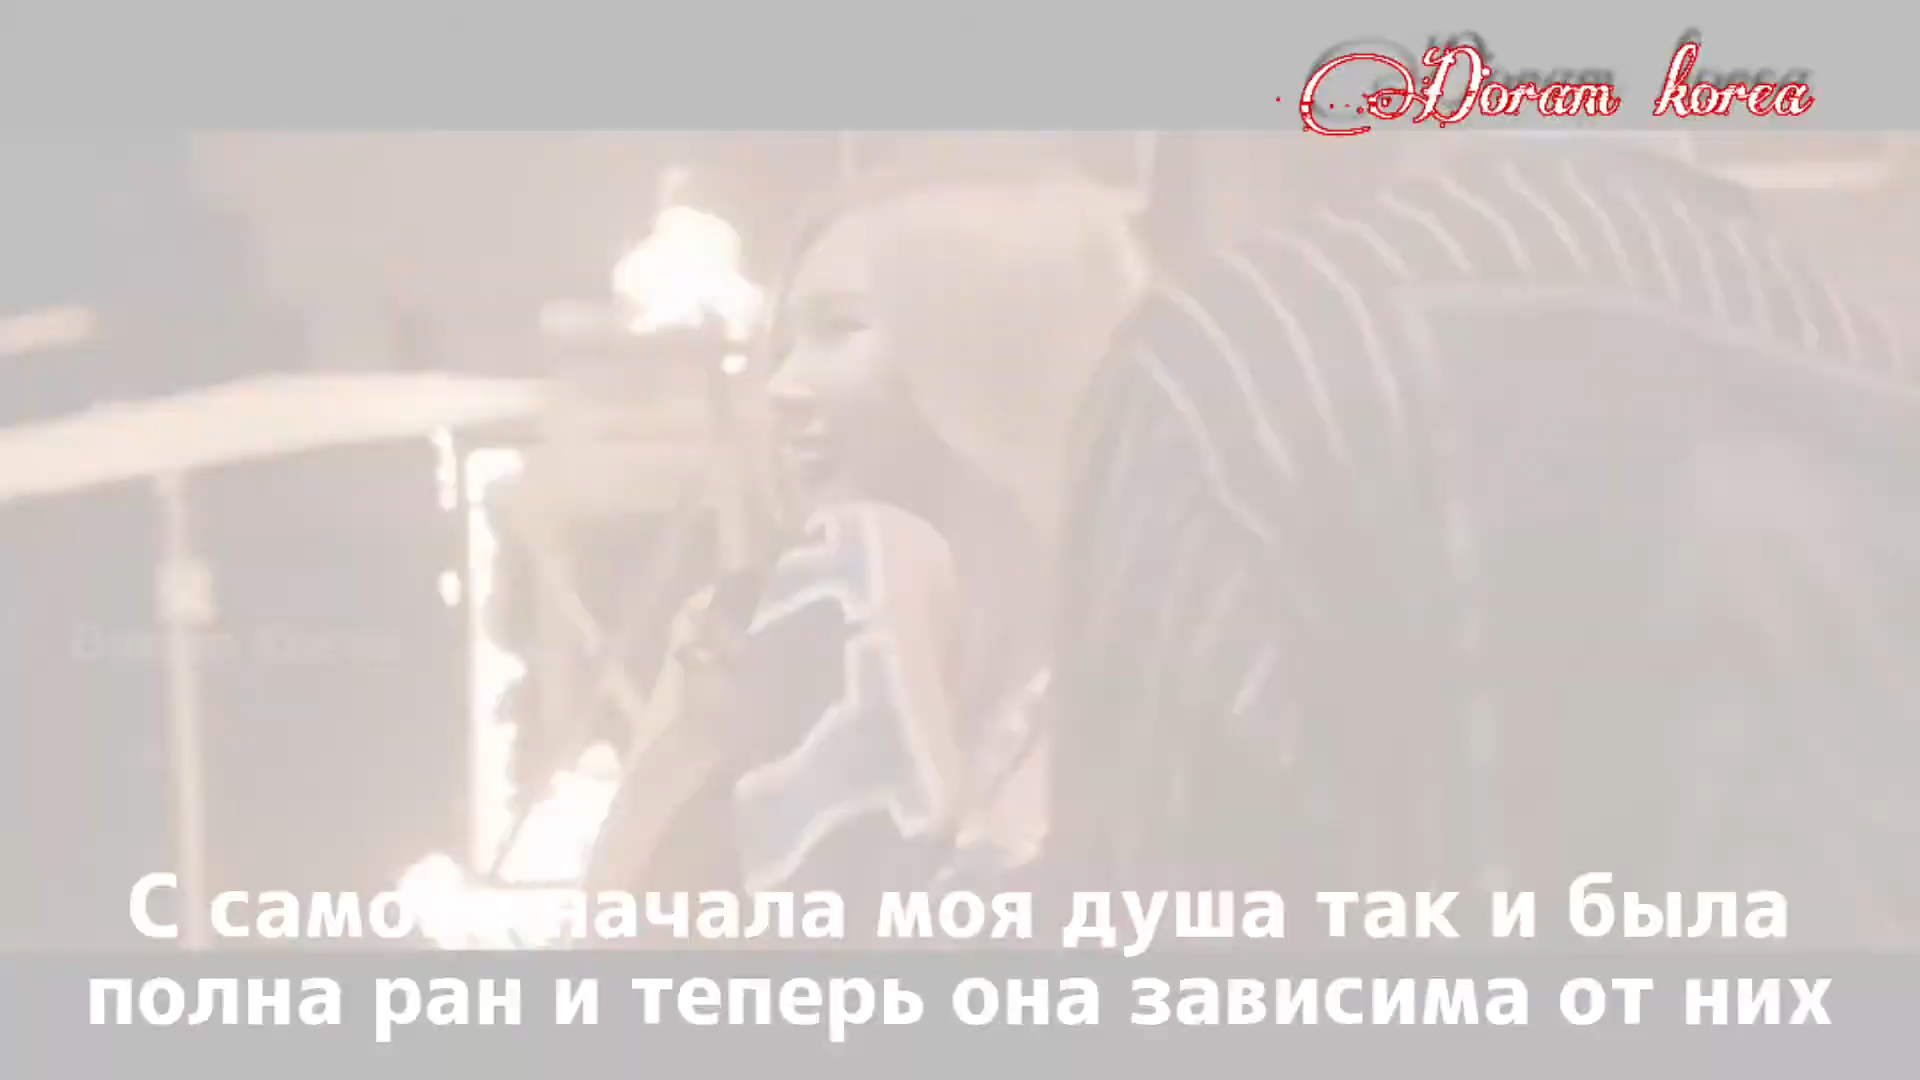 Doram korea
С самого начала моя душа так и была
полна ран и теперь она зависима от них